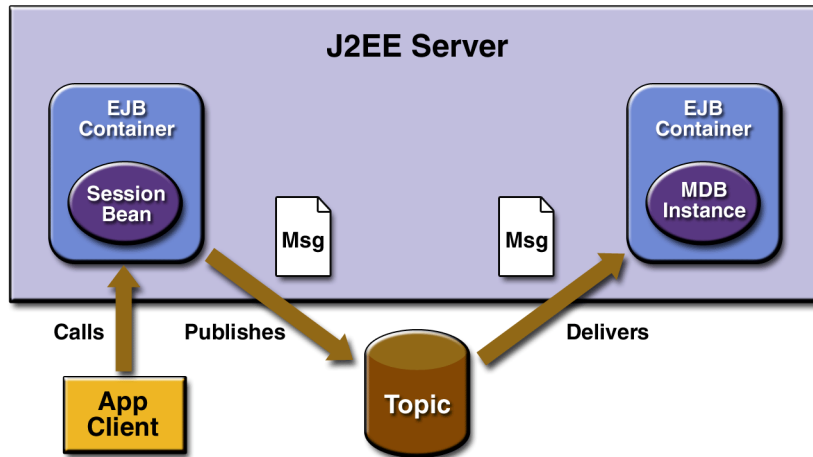 J2EE Server
EJB
Container
Session
Bean
Msg
Msg
EJB
Container
MDB
Instance
Calls
Publishes
Delivers
App
Client
Topic